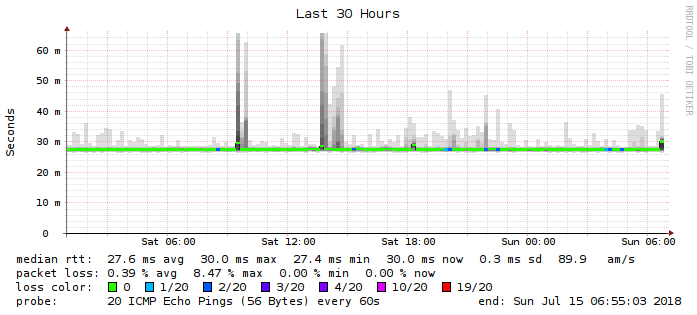 Last 30 Hours
RRDTOOL / TOBI OETIKER
Seconds
60 m
50 m
40 m
30 m
20 m
10 m
0
Sat 06:00 Sat 12:00 Sat 18:00 Sun 00:00 Sun 06:00
median rtt: 27.6 ms avg 30.0 ms max 27.4 ms min 30.0 ms now 0.3 ms sd 89.9 am/s
packet loss: 0.39 % avg 8.47 % max 0.00 % min 0.00 % now
loss color: 0 1/20 2/20 3/20 4/20 10/20 19/20
probe: 20 ICMP Echo Pings (56 Bytes) every 60s end: Sun Jul 15 06:55:03 2018